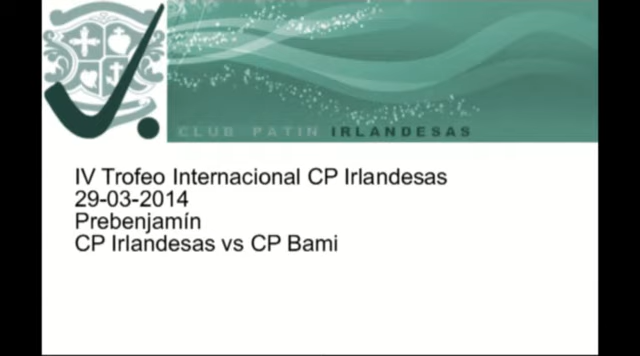 CLUB PATIN IRLANDESAS
IV Trofeo Internacional CP Irlandesas
29-03-2014
Prebenjamín
CP Irlandesas vs CP Bami